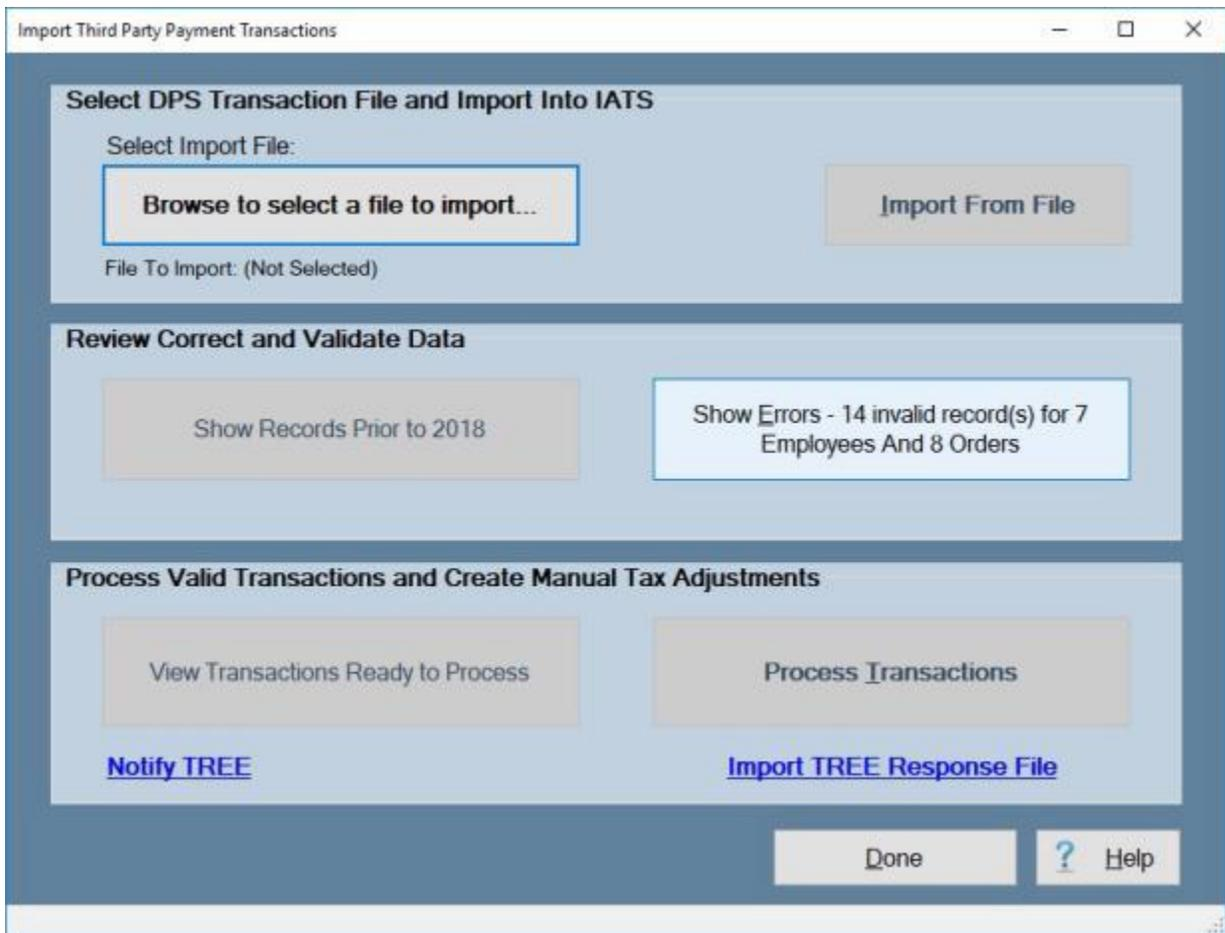 Import Third Party Payment Transactions
Select DPS Transaction File and Import Into IATS
Select Import File:
Browse to select a file to import...
Import From File
File To Import: (Not Selected)
Review Correct and Validate Data
Show Records Prior to 2018
Show Errors - 14 invalid record(s) for 7
Employees And 8 Orders
Process Valid Transactions and Create Manual Tax Adjustments
View Transactions Ready to Process
Process Transactions
Notify TREE
Import TREE Response File
Done
? Help